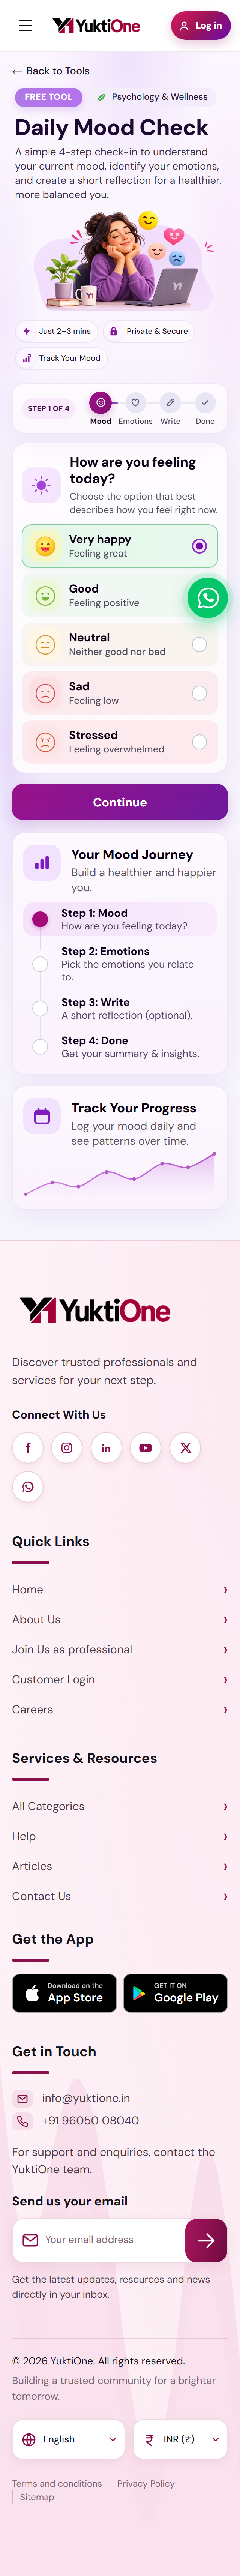 YuktiOne
Log in
← Back to Tools
FREE TOOL
Psychology & Wellness
Daily Mood Check
A simple 4-step check-in to understand
your current mood, identify your emotions,
and create a short reflection for a healthier,
more balanced you.
Just 2–3 mins
Private & Secure
Track Your Mood
STEP 1 OF 4
Mood
Emotions
Write
Done
How are you feeling
today?
Choose the option that best
describes how you feel right now.
Very happy
Feeling great
Good
Feeling positive
Neutral
Neither good nor bad
Sad
Feeling low
Stressed
Feeling overwhelmed
Continue
Your Mood Journey
Build a healthier and happier
you.
Step 1: Mood
How are you feeling today?
Step 2: Emotions
Pick the emotions you relate
to.
Step 3: Write
A short reflection (optional).
Step 4: Done
Get your summary & insights.
Track Your Progress
Log your mood daily and
see patterns over time.
YuktiOne
Discover trusted professionals and
services for your next step.
Connect With Us
Quick Links
Home
About Us
Join Us as professional
Customer Login
Careers
Services & Resources
All Categories
Help
Articles
Contact Us
Get the App
Download on the
App Store
GET IT ON
Google Play
Get in Touch
info@yuktione.in
+91 96050 08040
For support and enquiries, contact the
YuktiOne team.
Send us your email
Your email address
Get the latest updates, resources and news
directly in your inbox.
© 2026 YuktiOne. All rights reserved.
Building a trusted community for a brighter
tomorrow.
English
₹ INR (₹)
Terms and conditions
Privacy Policy
Sitemap